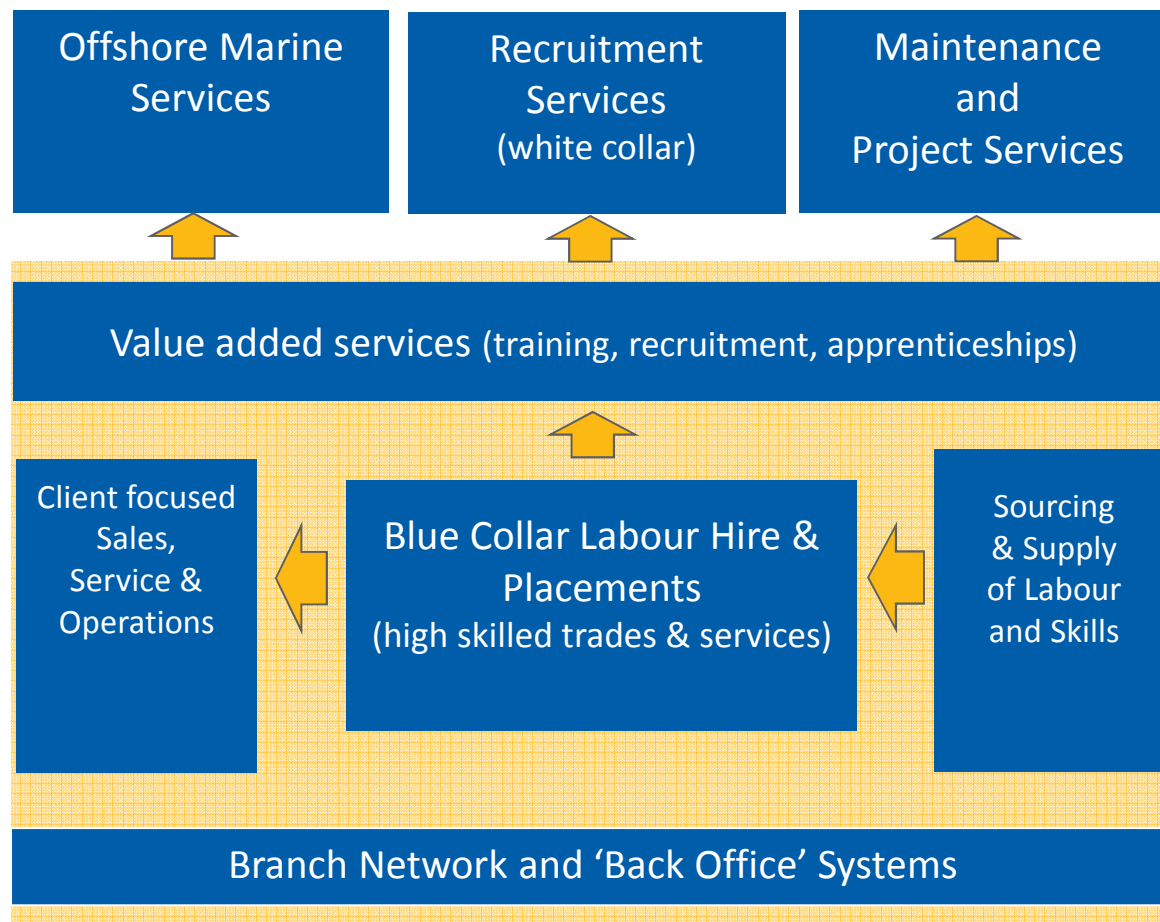 Offshore Marine
Services
Recruitment
Services
(white collar)
Maintenance
and
Project Services
Value added services (training, recruitment, apprenticeships)
Client focused
Sales,
Service &
Operations
Blue Collar Labour Hire &
Placements
(high skilled trades & services)
Sourcing
& Supply
of Labour
and Skills
Branch Network and ‘Back Office’ Systems